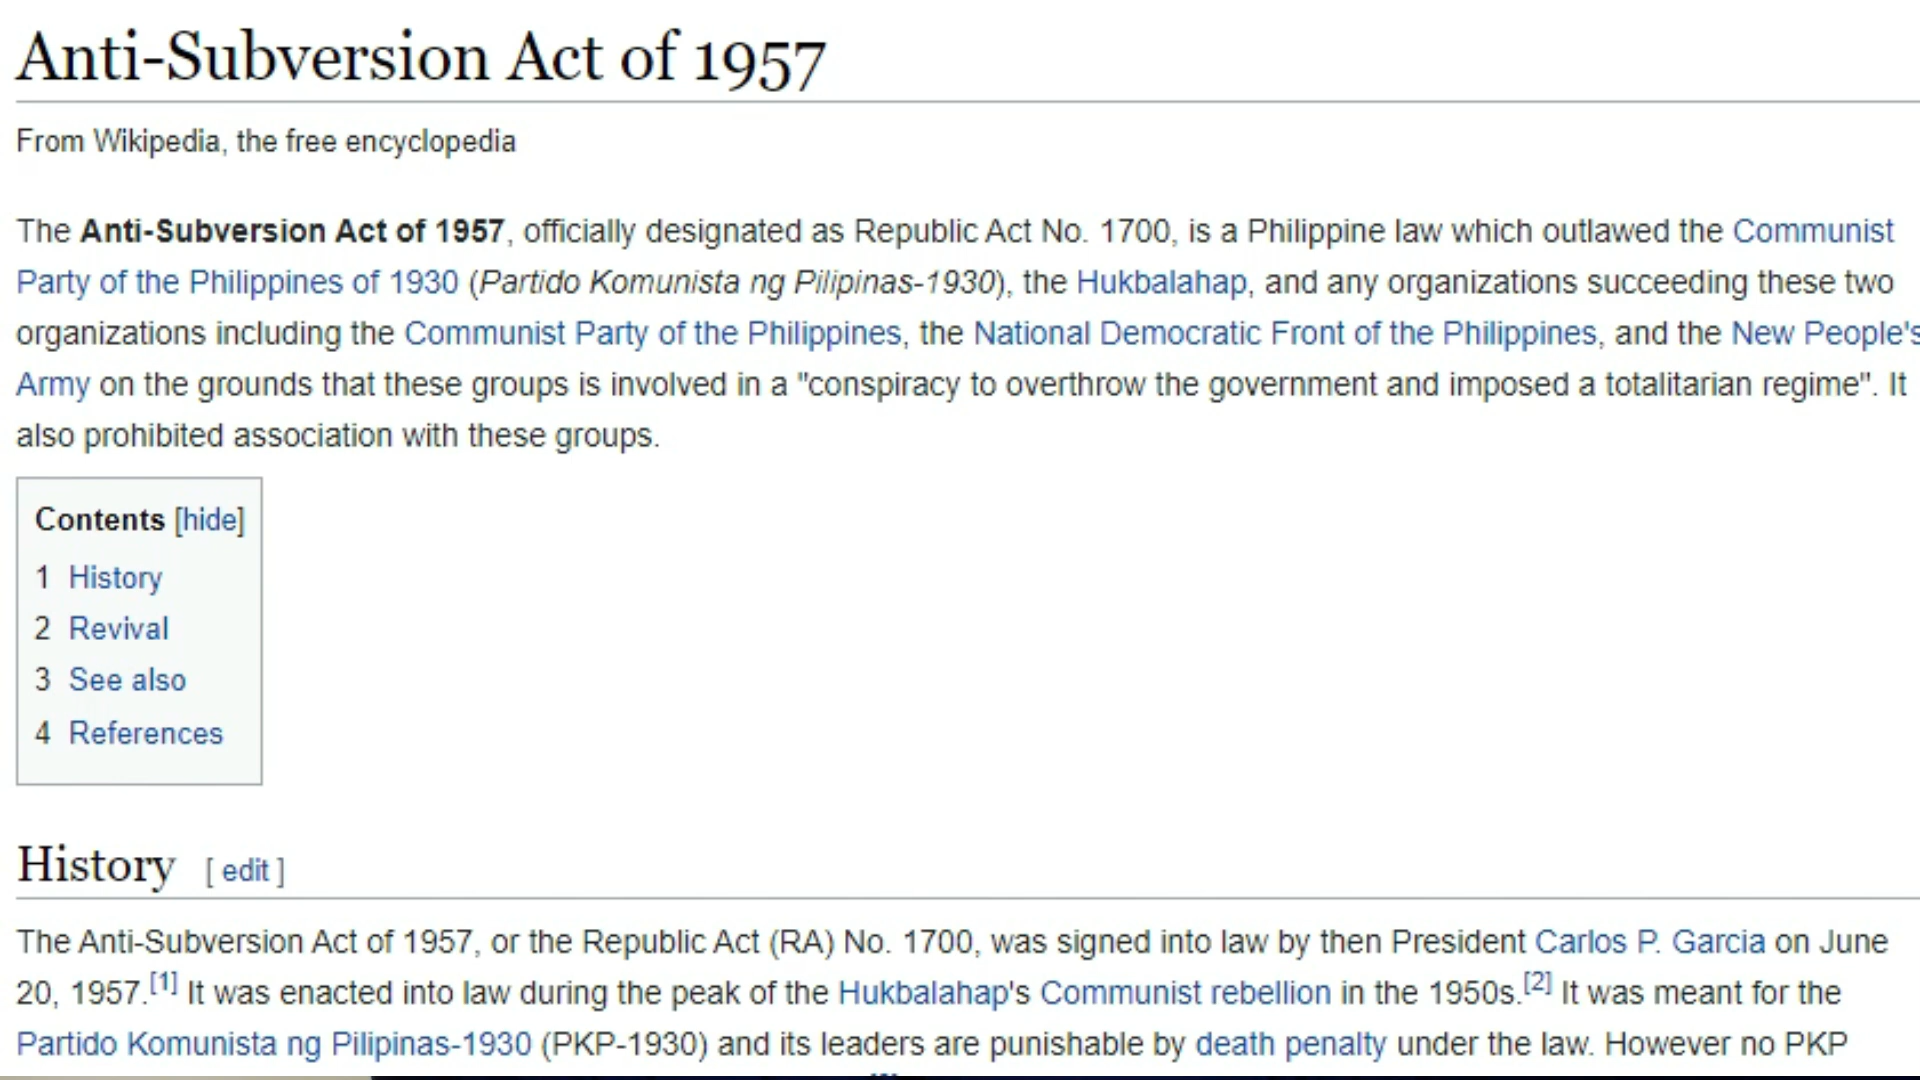 Anti-Subversion Act of 1957
From Wikipedia, the free encyclopedia
The Anti-Subversion Act of 1957, officially designated as Republic Act No. 1700, is a Philippine law which outlawed the Communist
Party of the Philippines of 1930 (Partido Komunista ng Pilipinas-1930), the Hukbalahap, and any organizations succeeding these two
organizations including the Communist Party of the Philippines, the National Democratic Front of the Philippines, and the New People's
Army on the grounds that these groups is involved in a "conspiracy to overthrow the government and imposed a totalitarian regime". It
also prohibited association with these groups.
Contents [hide]
1 History
2 Revival
3 See also
4 References
History [ edit ]
The Anti-Subversion Act of 1957, or the Republic Act (RA) No. 1700, was signed into law by then President Carlos P. Garcia on June
20, 1957.[1] It was enacted into law during the peak of the Hukbalahap's Communist rebellion in the 1950s.[2] It was meant for the
Partido Komunista ng Pilipinas-1930 (PKP-1930) and its leaders are punishable by death penalty under the law. However no PKP